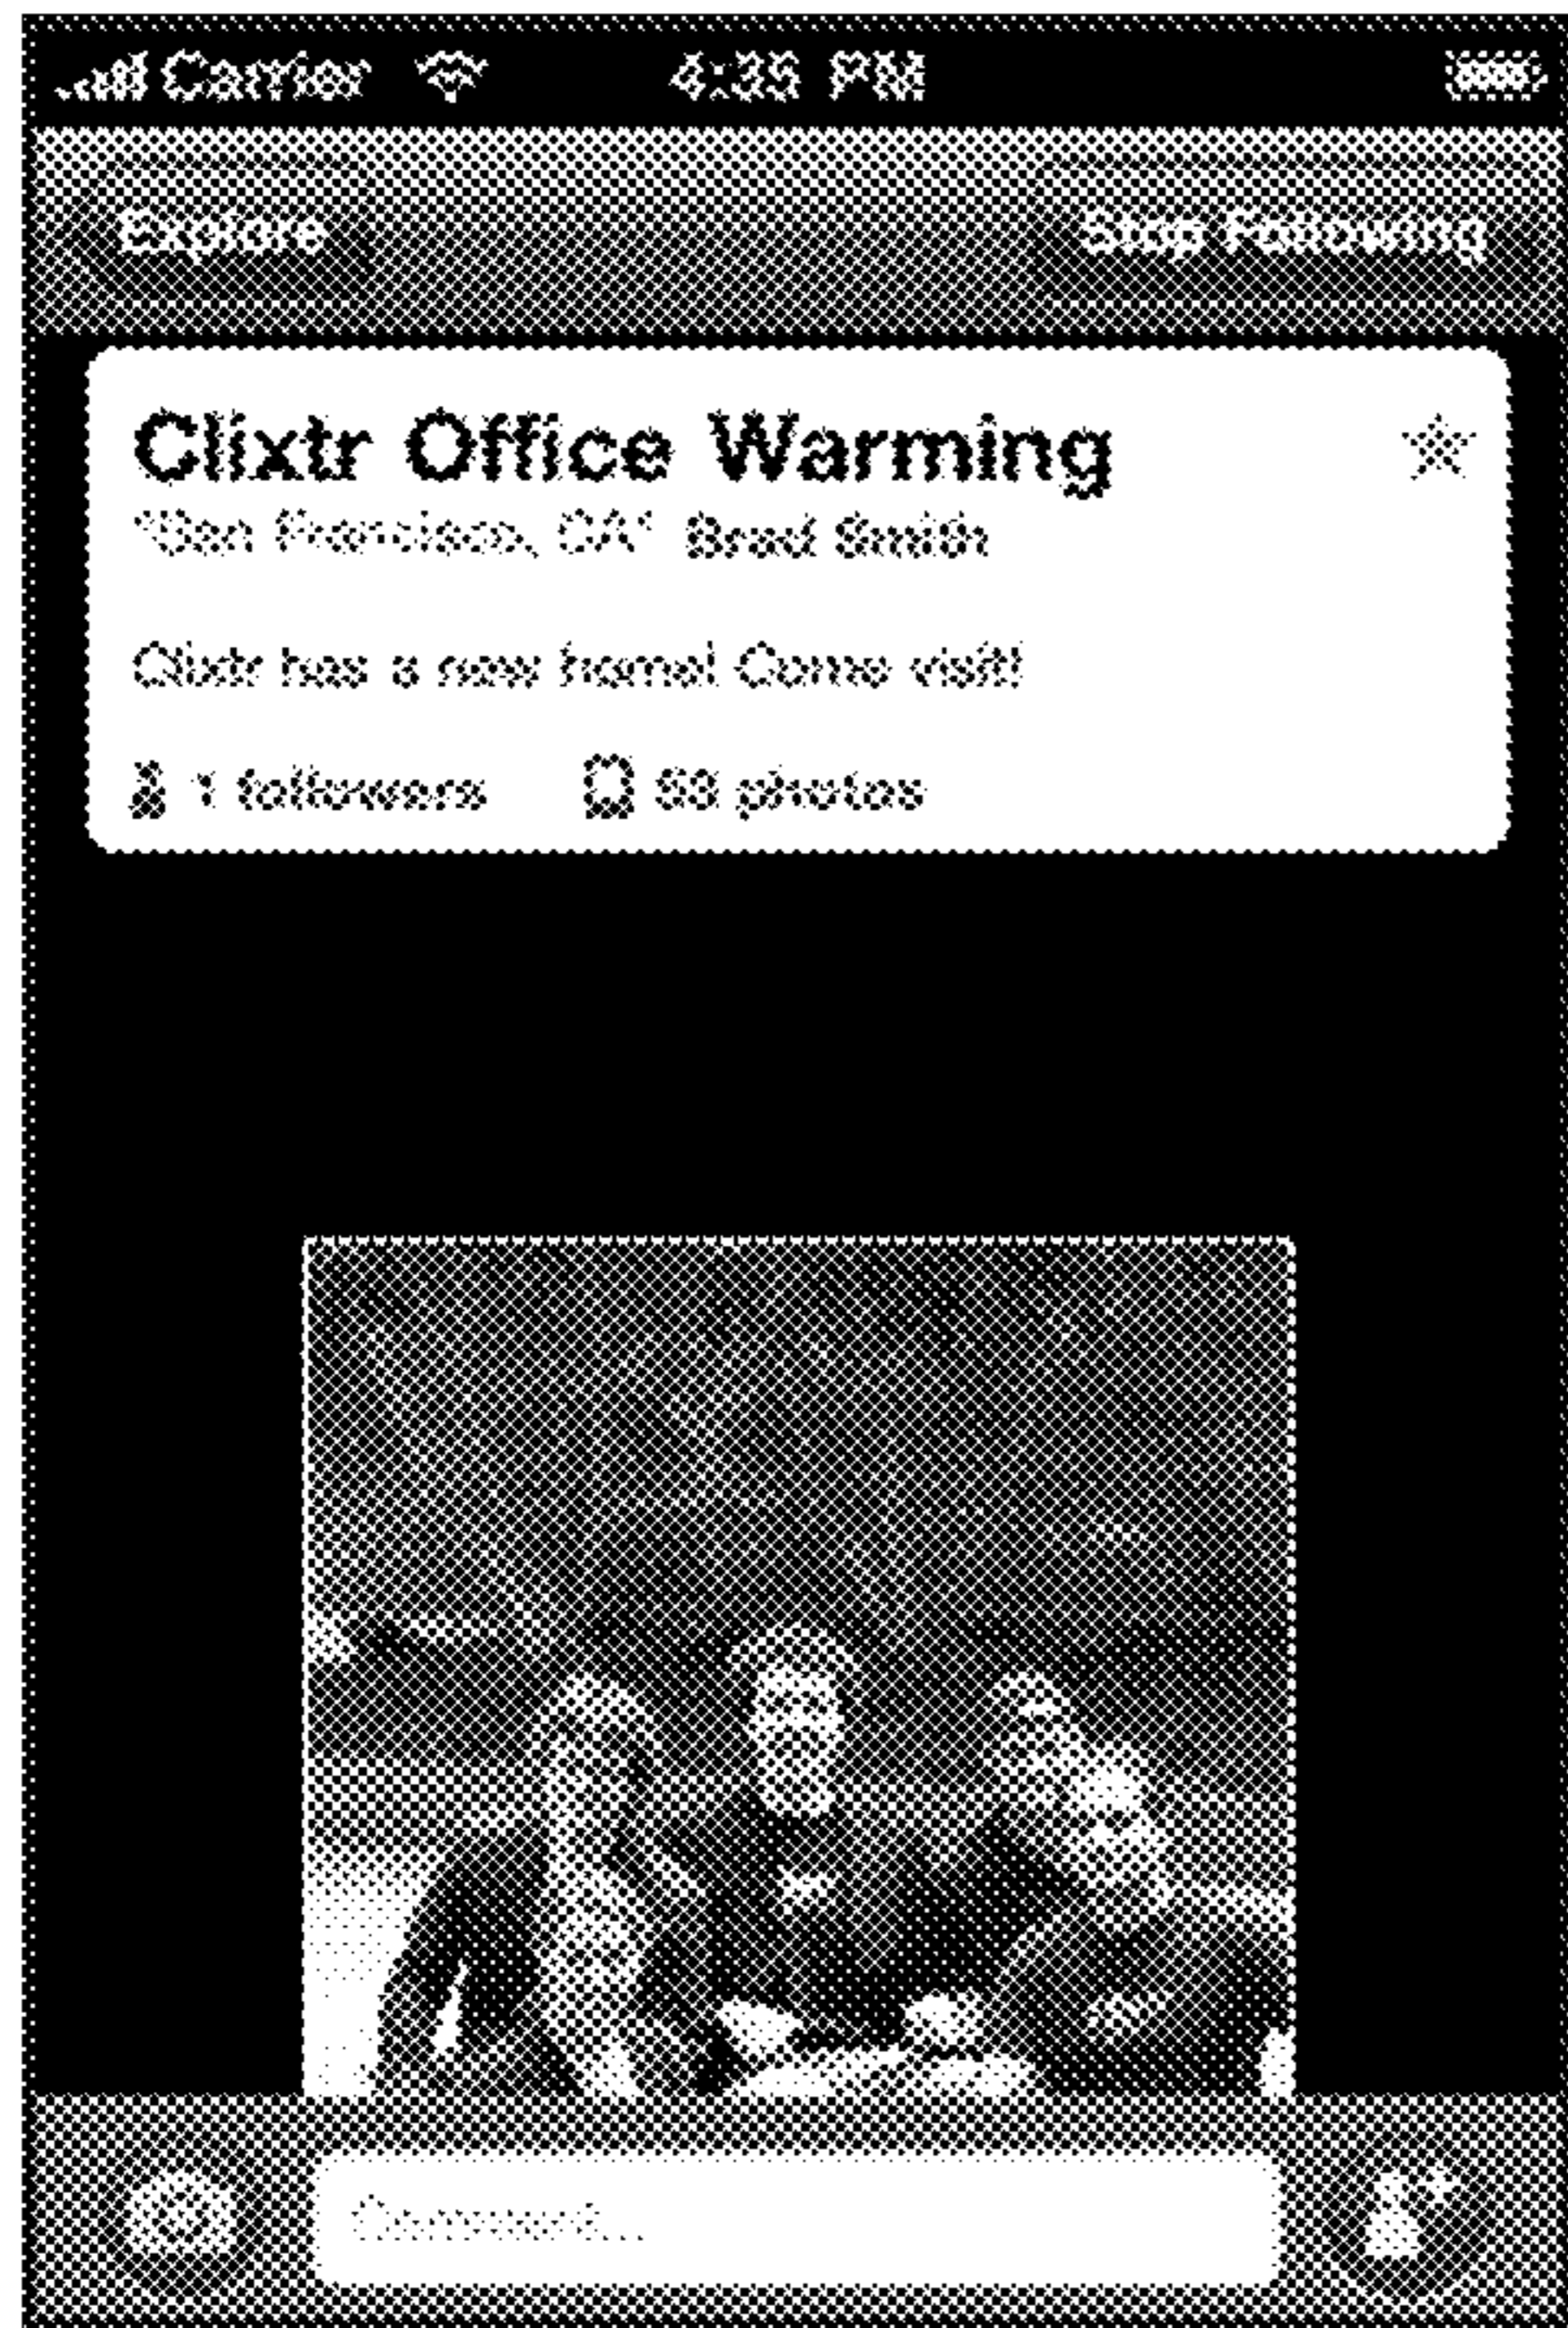 Carrier 4:35 PM
Explore Stop Following
Clixtr Office Warming
"San Francisco, CA" Brad Smith
Clixtr has a new home! Come visit!
1 followers 53 photos
Comment...